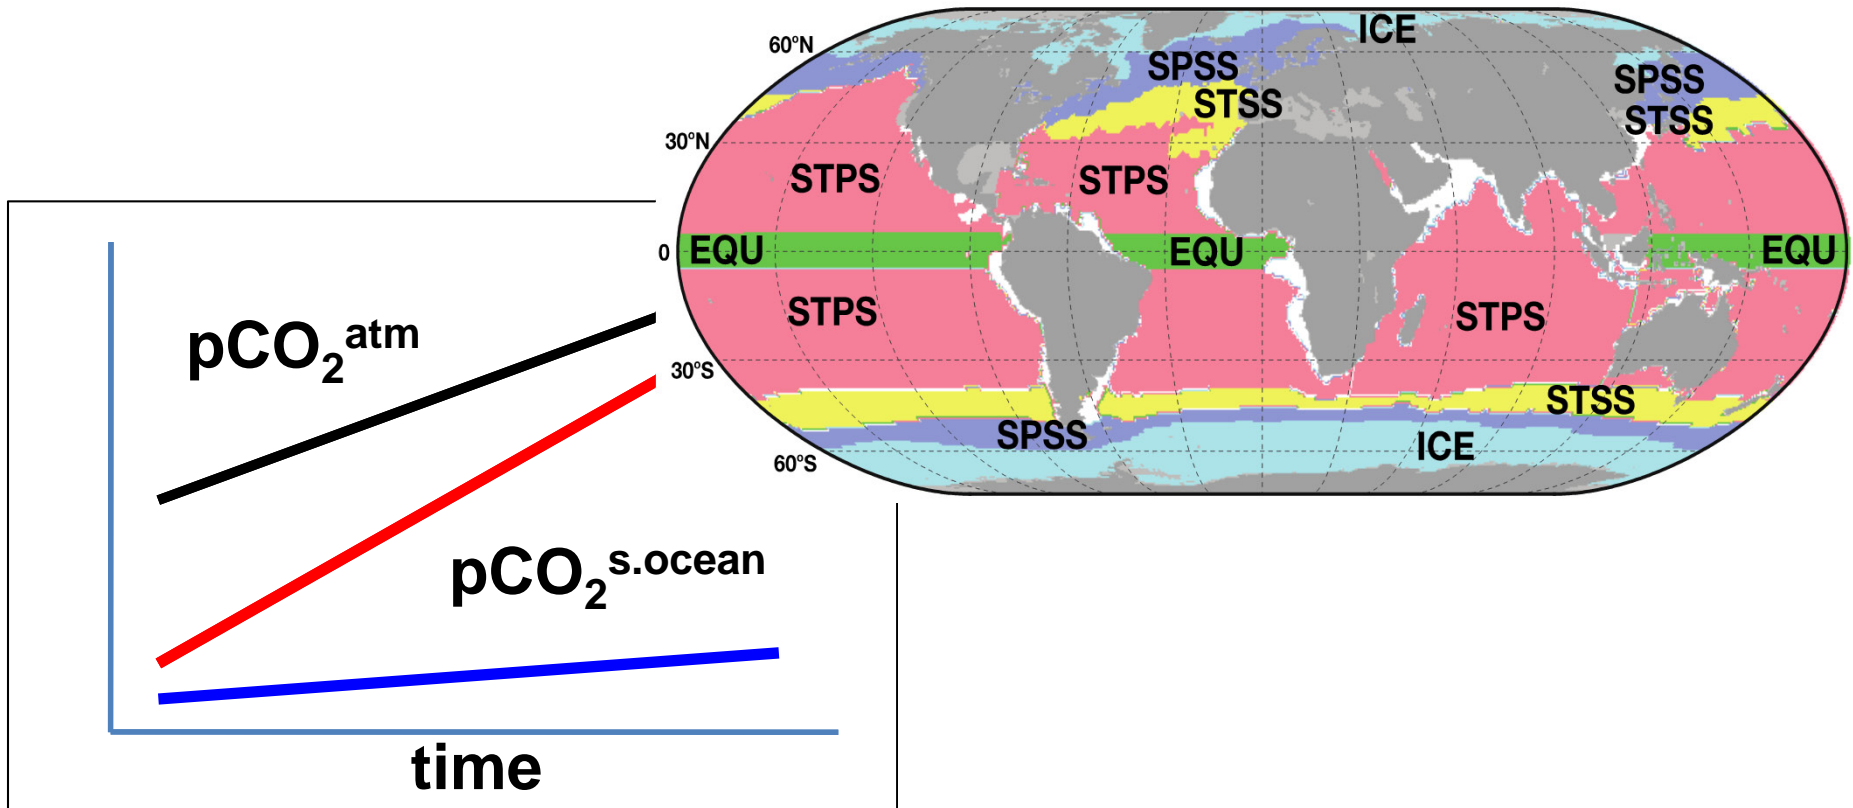 pCO₂ᵃᵗᵐ
pCO₂ˢ·ᵒᶜᵉᵃⁿ
time
60°N
30°N
0
30°S
60°S
ICE
SPSS
SPSS
STSS
STSS
STPS
STPS
EQU
EQU
EQU
STPS
STPS
STSS
SPSS
ICE